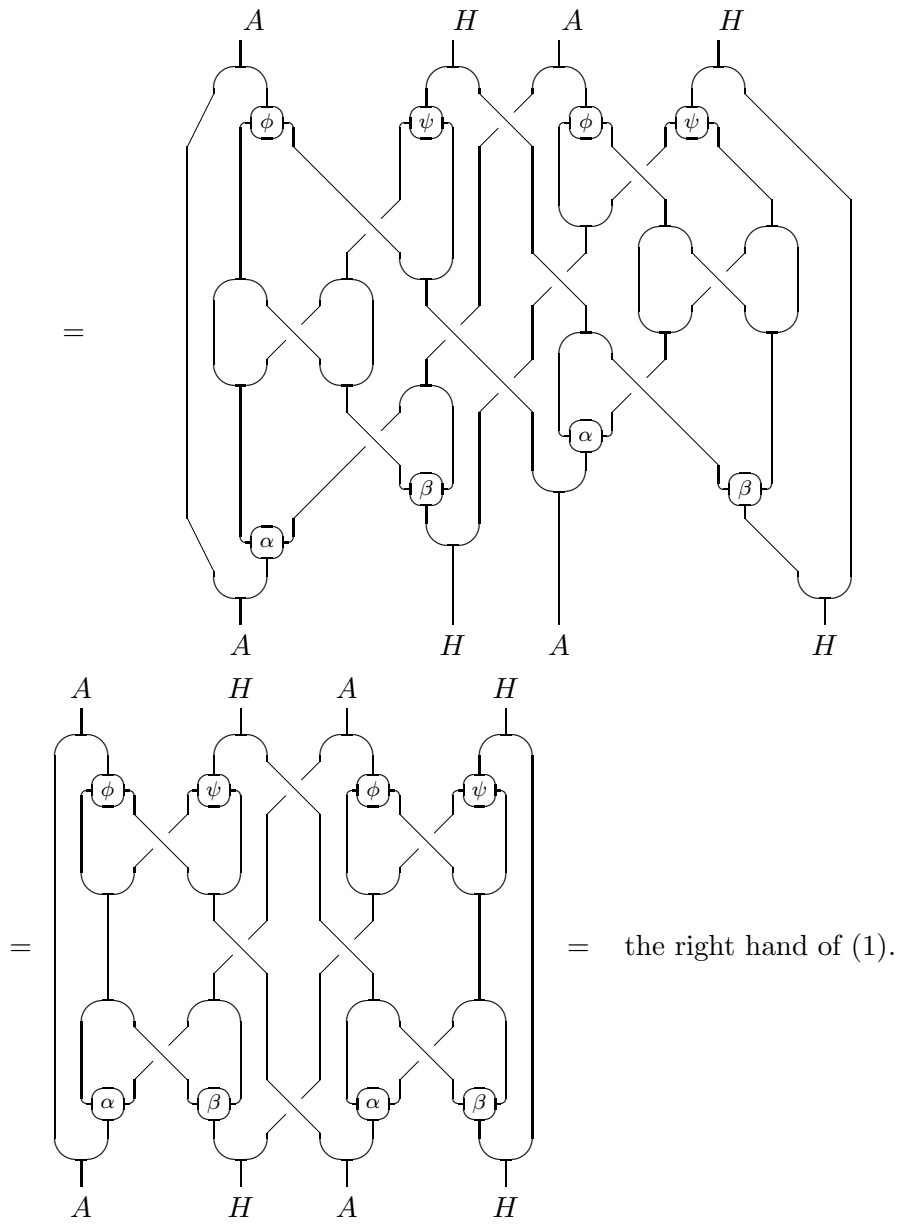 A H A H
ϕ ψ ϕ ψ
=
α
β β
α
A H A H
A H A H
ϕ ψ ϕ ψ
= = the right hand of (1).
α β α β
A H A H